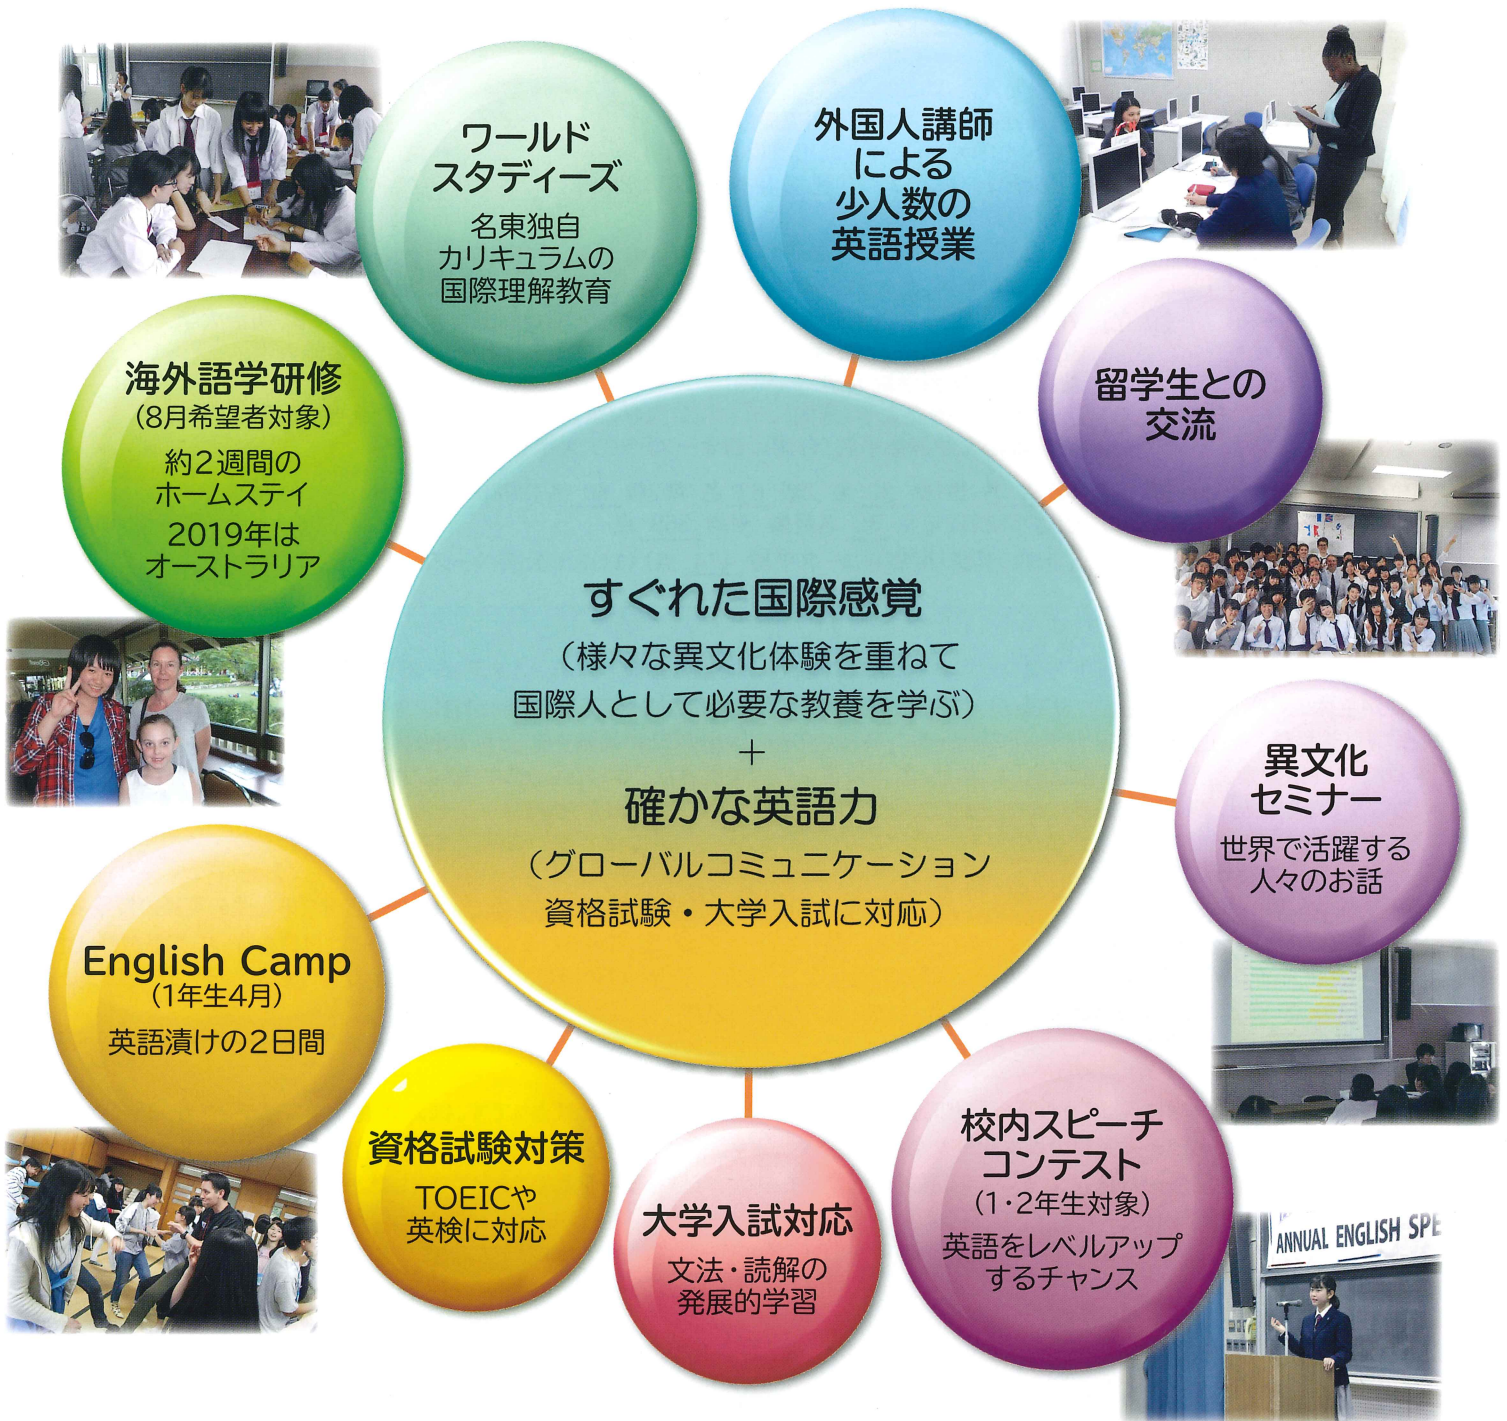 ワールド
スタディーズ
名東独自
カリキュラムの
国際理解教育
外国人講師
による
少人数の
英語授業
留学生との
交流
海外語学研修
（8月希望者対象）
約2週間の
ホームステイ
2019年は
オーストラリア
すぐれた国際感覚
（様々な異文化体験を重ねて
国際人として必要な教養を学ぶ）
＋
確かな英語力
（グローバルコミュニケーション
資格試験・大学入試に対応）
異文化
セミナー
世界で活躍する
人々のお話
English Camp
（1年生4月）
英語漬けの2日間
資格試験対策
TOEICや
英検に対応
大学入試対応
文法・読解の
発展的学習
校内スピーチ
コンテスト
（1・2年生対象）
英語をレベルアップ
するチャンス
ANNUAL ENGLISH SPE